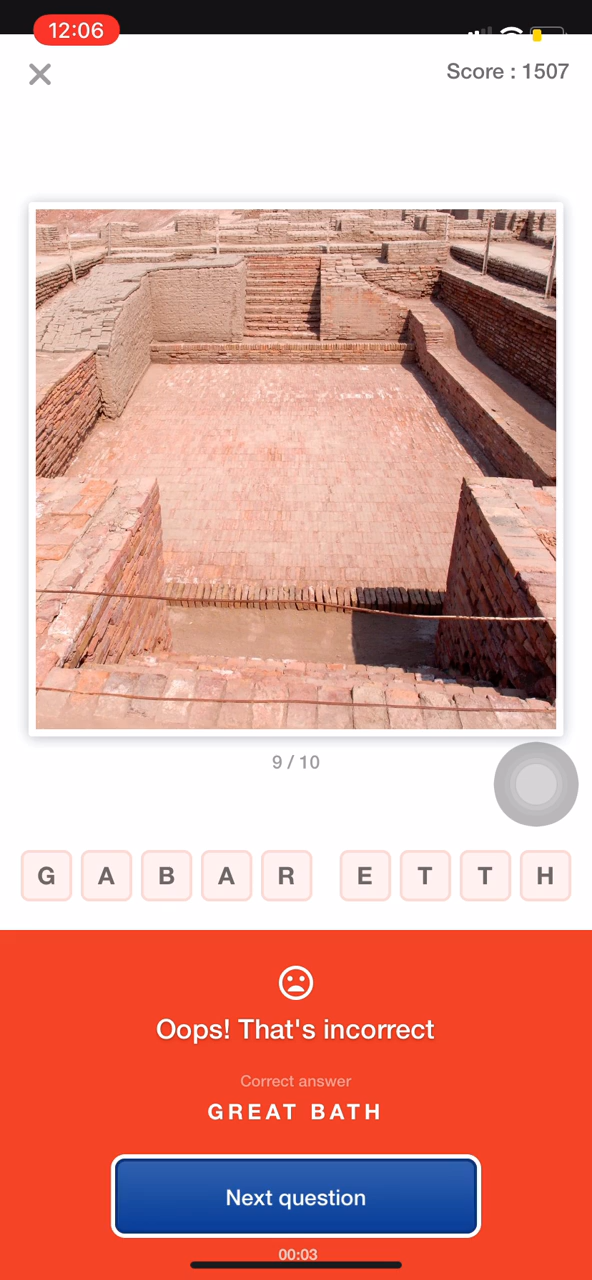 12:06
Score : 1507
9 / 10
G A B A R E T T H
Oops! That's incorrect
Correct answer
GREAT BATH
Next question
00:03